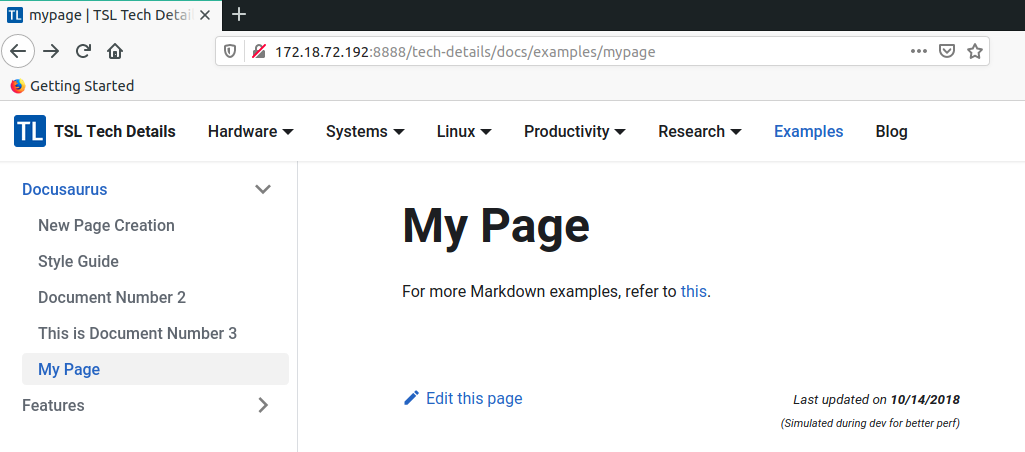 TL mypage | TSL Tech Detai
172.18.72.192:8888/tech-details/docs/examples/mypage
Getting Started
TL TSL Tech Details Hardware Systems Linux Productivity Research Examples Blog
Docusaurus
New Page Creation
Style Guide
Document Number 2
This is Document Number 3
My Page
Features
My Page
For more Markdown examples, refer to this.
Edit this page
Last updated on 10/14/2018
(Simulated during dev for better perf)